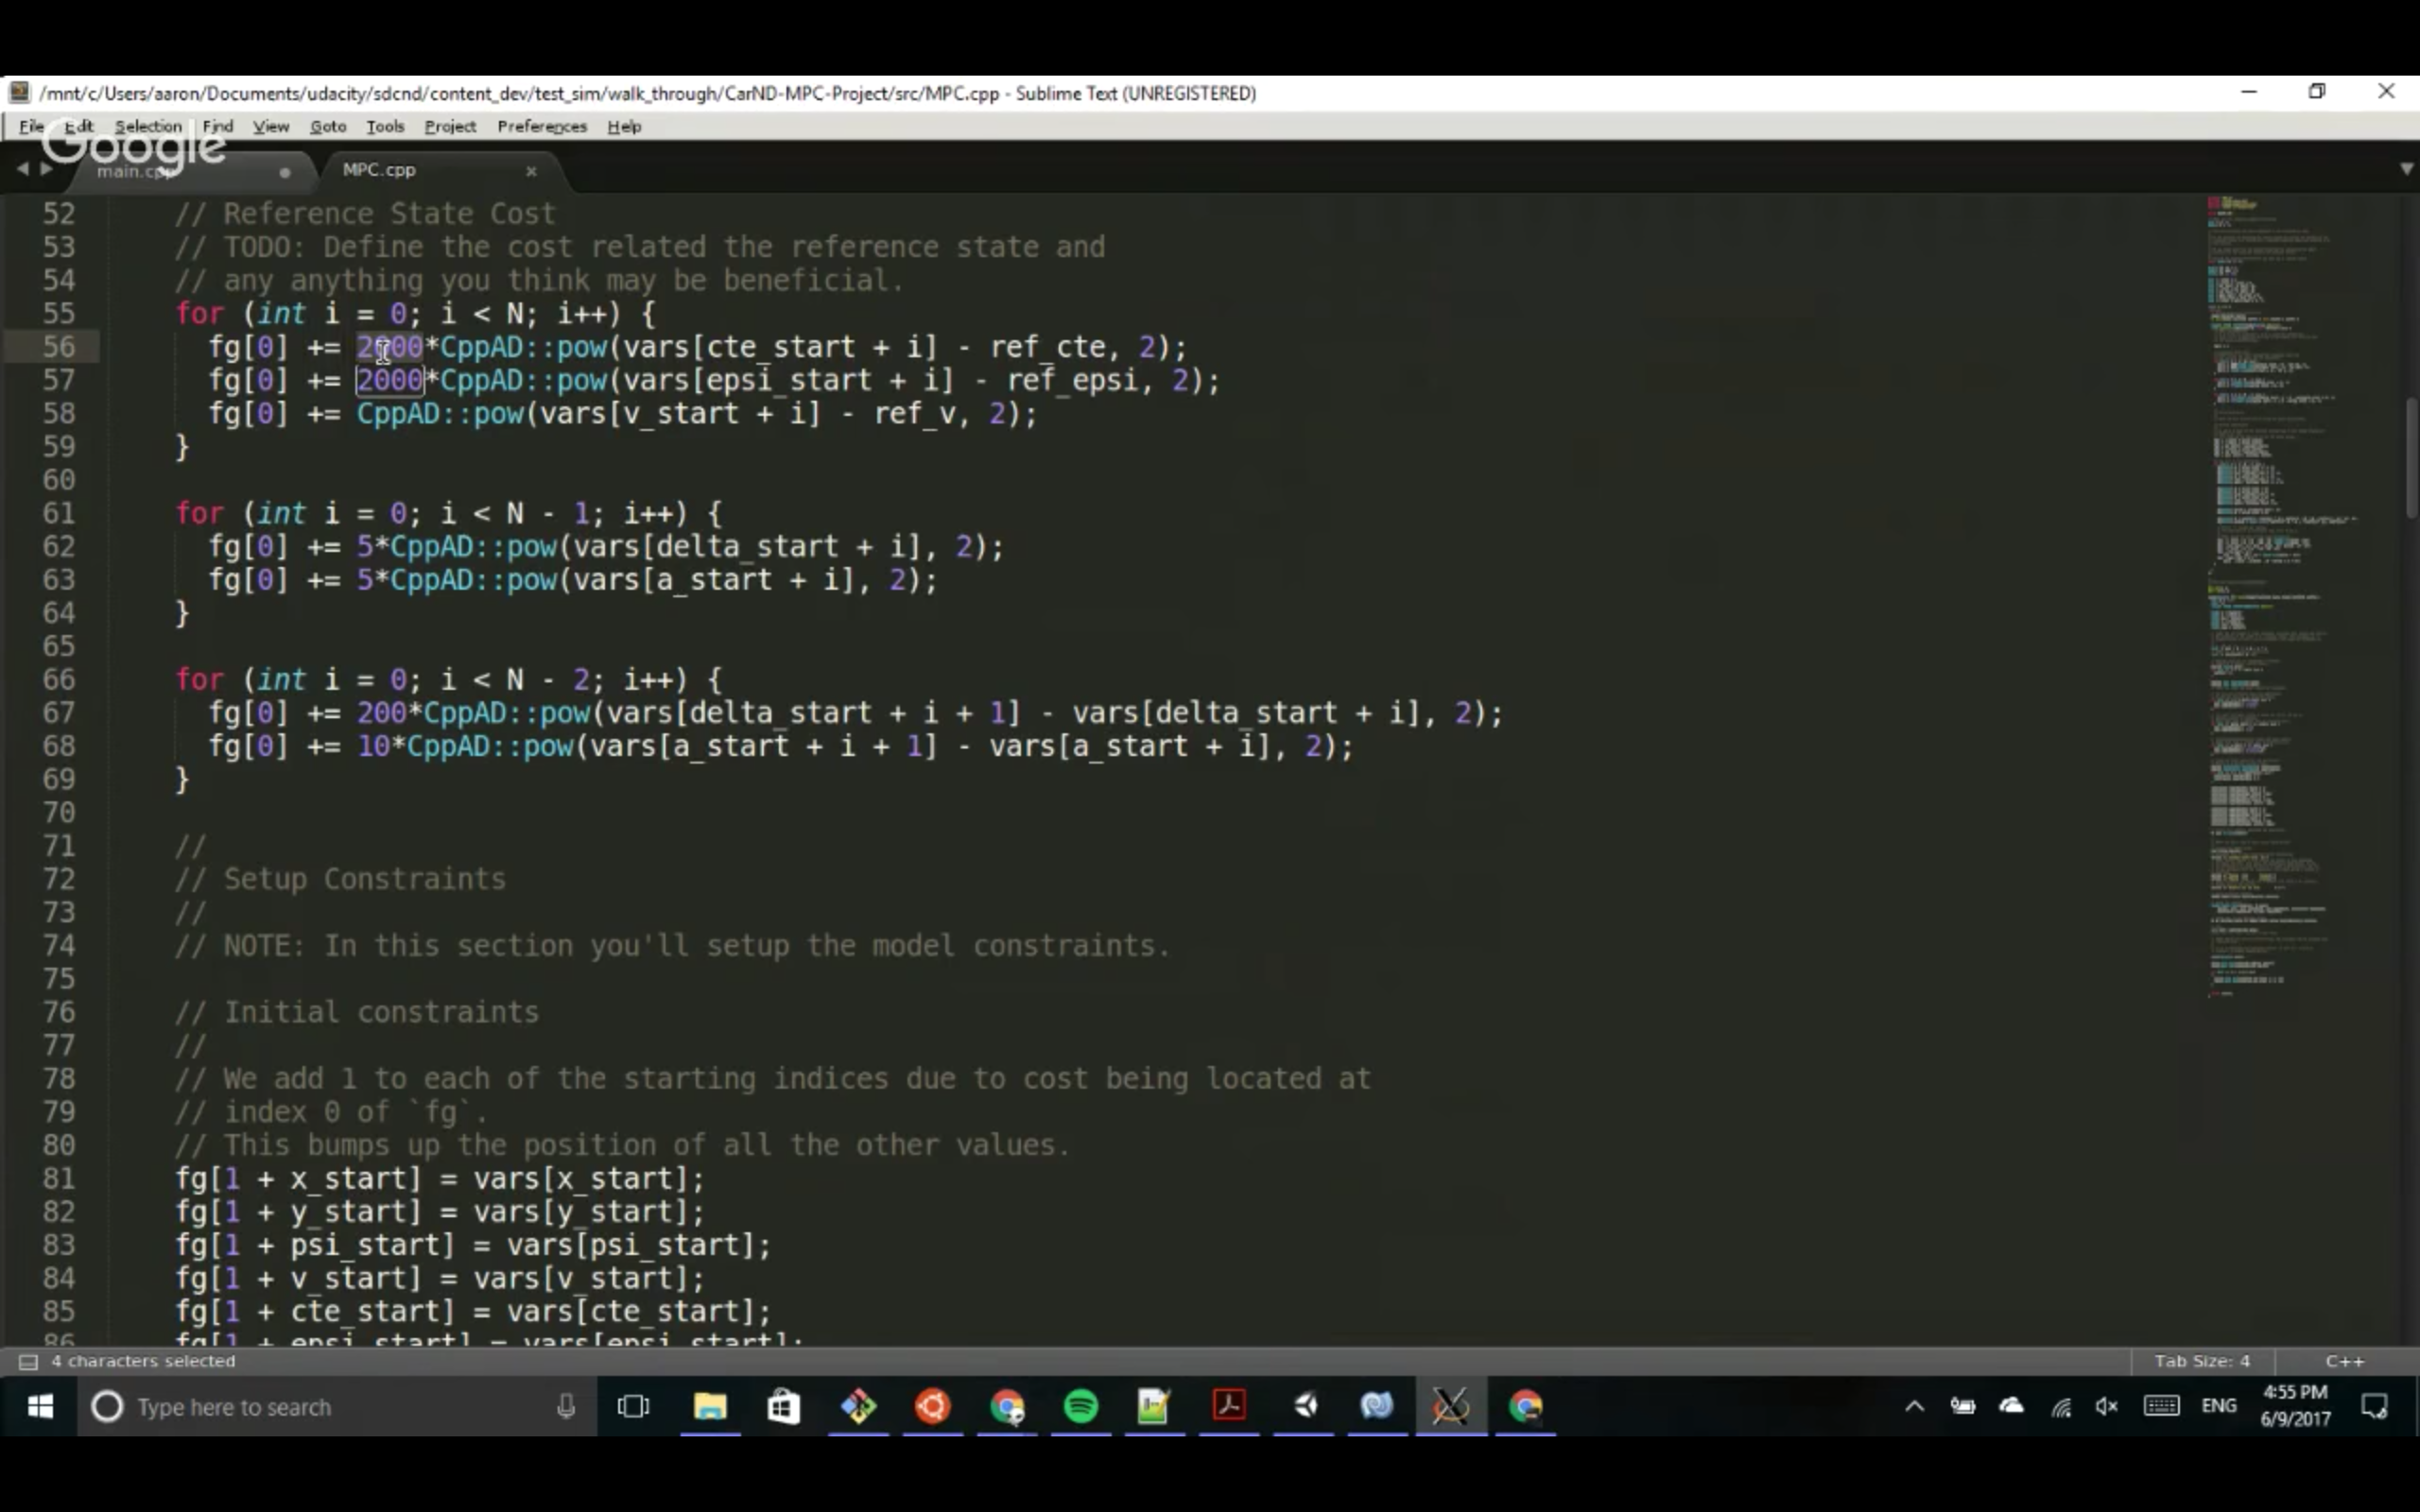 /mnt/c/Users/aaron/Documents/udacity/sdcnd/content_dev/test_sim/walk_through/CarND-MPC-Project/src/MPC.cpp - Sublime Text (UNREGISTERED)
File Edit Selection Find View Goto Tools Project Preferences Help
Google
main.cpp MPC.cpp
52 // Reference State Cost
53 // TODO: Define the cost related the reference state and
54 // any anything you think may be beneficial.
55 for (int i = 0; i < N; i++) {
56 fg[0] += 2000*CppAD::pow(vars[cte_start + i] - ref_cte, 2);
57 fg[0] += 2000*CppAD::pow(vars[epsi_start + i] - ref_epsi, 2);
58 fg[0] += CppAD::pow(vars[v_start + i] - ref_v, 2);
59 }
60
61 for (int i = 0; i < N - 1; i++) {
62 fg[0] += 5*CppAD::pow(vars[delta_start + i], 2);
63 fg[0] += 5*CppAD::pow(vars[a_start + i], 2);
64 }
65
66 for (int i = 0; i < N - 2; i++) {
67 fg[0] += 200*CppAD::pow(vars[delta_start + i + 1] - vars[delta_start + i], 2);
68 fg[0] += 10*CppAD::pow(vars[a_start + i + 1] - vars[a_start + i], 2);
69 }
70
71 //
72 // Setup Constraints
73 //
74 // NOTE: In this section you'll setup the model constraints.
75
76 // Initial constraints
77 //
78 // We add 1 to each of the starting indices due to cost being located at
79 // index 0 of `fg`.
80 // This bumps up the position of all the other values.
81 fg[1 + x_start] = vars[x_start];
82 fg[1 + y_start] = vars[y_start];
83 fg[1 + psi_start] = vars[psi_start];
84 fg[1 + v_start] = vars[v_start];
85 fg[1 + cte_start] = vars[cte_start];
86 fg[1 + epsi_start] = vars[epsi_start];
4 characters selected Tab Size: 4 C++
Type here to search ENG 4:55 PM
6/9/2017